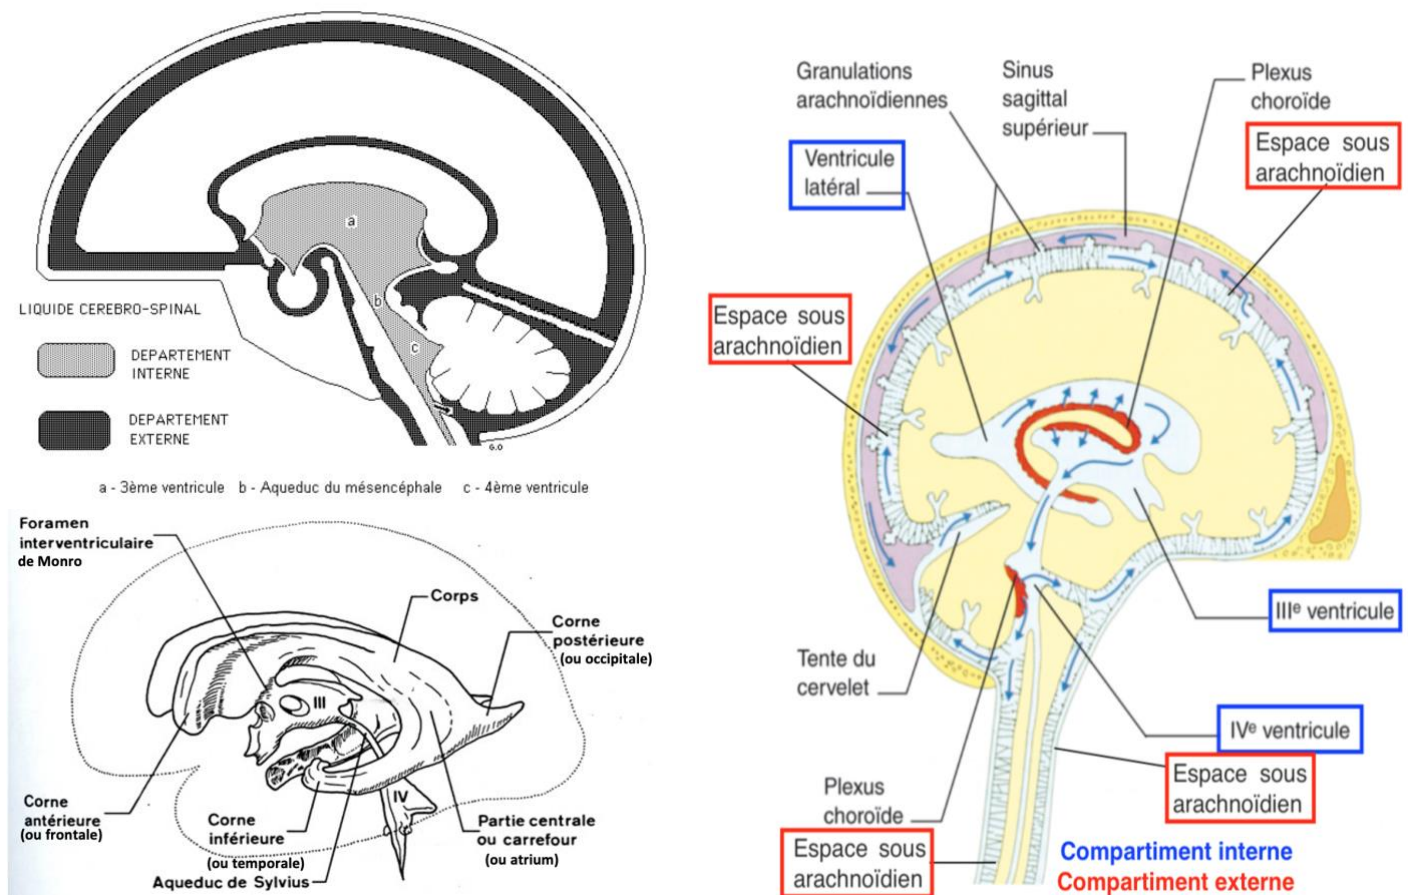 LIQUIDE CEREBRO-SPINAL
DEPARTEMENT
INTERNE
DEPARTEMENT
EXTERNE
a
b
c
G.O
a - 3ème ventricule b - Aqueduc du mésencéphale c - 4ème ventricule
Foramen
interventriculaire
de Monro
Corps
Corne
postérieure
(ou occipitale)
III
IV
Corne
antérieure
(ou frontale)
Corne
inférieure
(ou temporale)
Aqueduc de Sylvius
Partie centrale
ou carrefour
(ou atrium)
Granulations
arachnoïdiennes
Sinus
sagittal
supérieur
Plexus
choroïde
Espace sous
arachnoïdien
Ventricule
latéral
Espace sous
arachnoïdien
IIIe ventricule
Tente du
cervelet
IVe ventricule
Espace sous
arachnoïdien
Plexus
choroïde
Espace sous
arachnoïdien
Compartiment interne
Compartiment externe